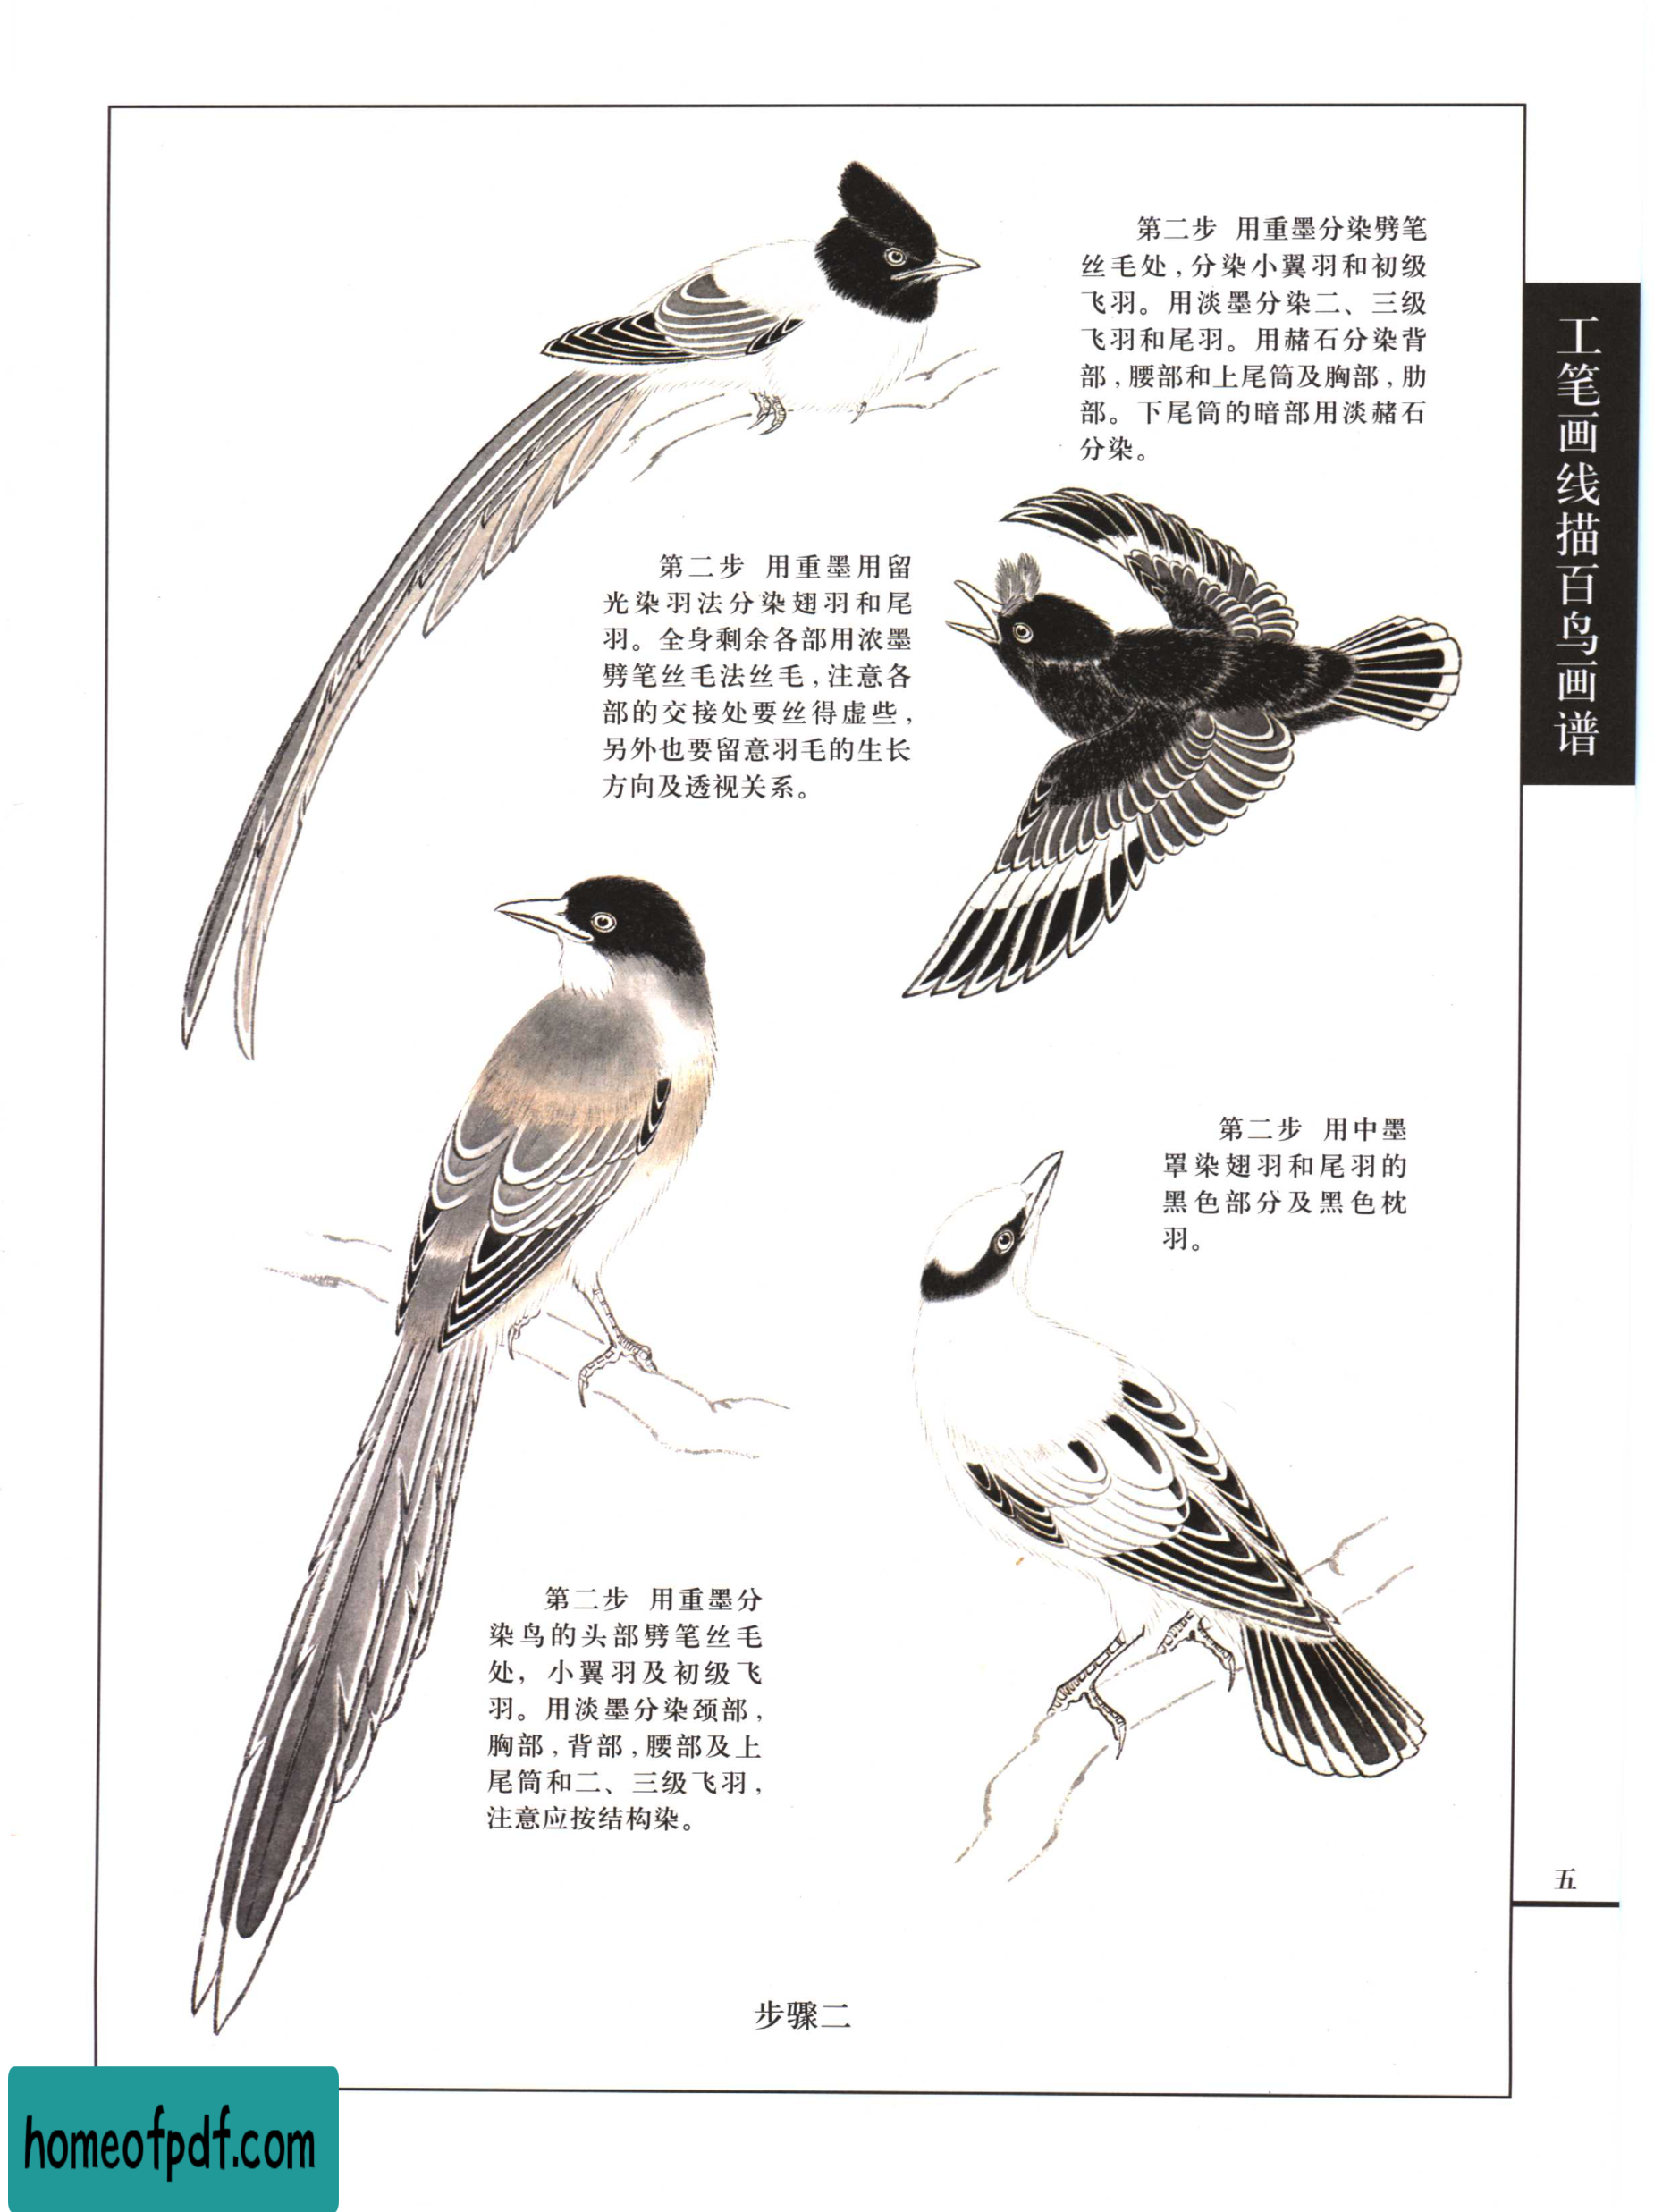 第二步 用重墨分染劈笔
丝毛处，分染小翼羽和初级
飞羽。用淡墨分染二、三级
飞羽和尾羽。用赭石分染背
部，腰部和上尾筒及胸部，肋
部。下尾筒的暗部用淡赭石
分染。
第二步 用重墨用留
光染羽法分染翅羽和尾
羽。全身剩余各部用浓墨
劈笔丝毛法丝毛，注意各
部的交接处要丝得虚些，
另外也要留意羽毛的生长
方向及透视关系。
第二步 用中墨
罩染翅羽和尾羽的
黑色部分及黑色枕
羽。
第二步 用重墨分
染鸟的头部劈笔丝毛
处，小翼羽及初级飞
羽。用淡墨分染颈部，
胸部，背部，腰部及上
尾筒和二、三级飞羽，
注意应按结构染。
步骤二
工笔画线描百鸟画谱
五
homeofpdf.com